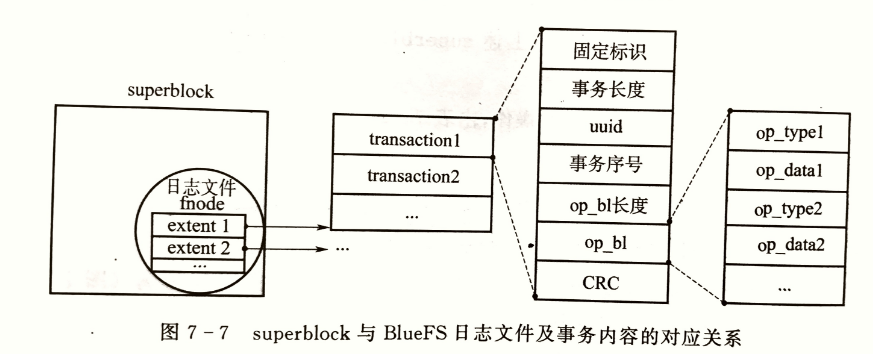 superblock
日志文件
fnode
extent 1
extent 2
...
transaction1
transaction2
...
...
固定标识
事务长度
uuid
事务序号
op_bl长度
op_bl
CRC
op_type1
op_data1
op_type2
op_data2
...
图 7-7 superblock 与 BlueFS 日志文件及事务内容的对应关系